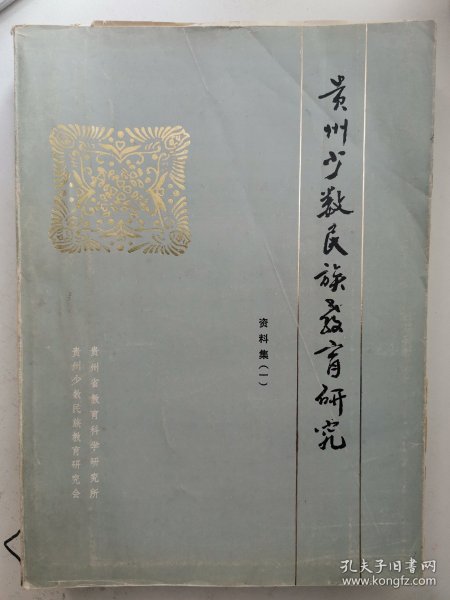 贵州少数民族教育研究
资料集(一)
贵州省教育科学研究所
贵州少数民族教育研究会
孔夫子旧书网
www.kongfz.com